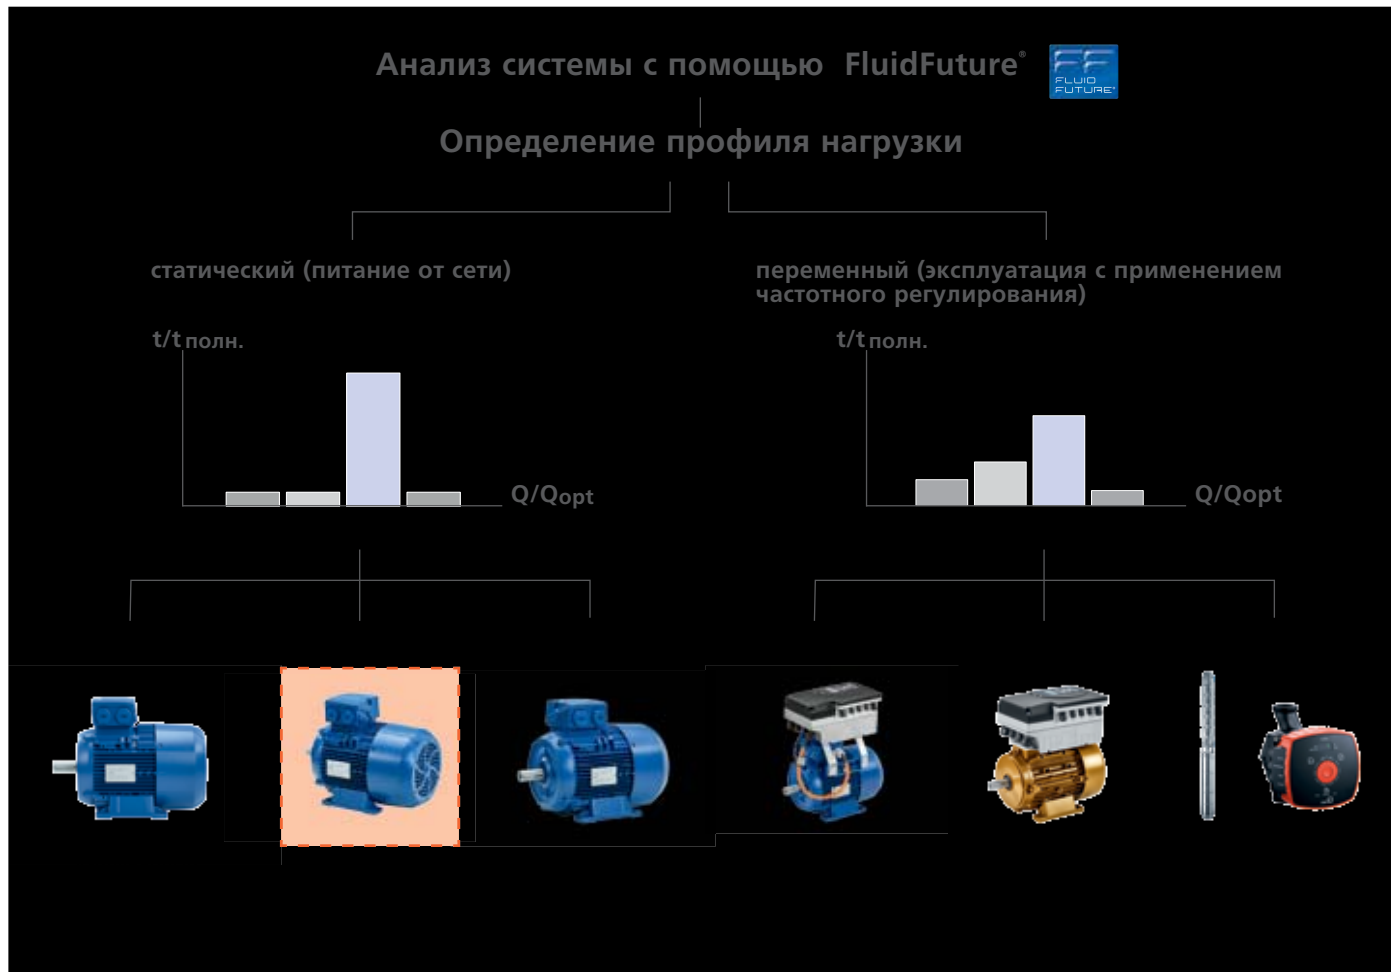 Анализ системы с помощью FluidFuture®
FF
FLUID
FUTURE®
Определение профиля нагрузки
статический (питание от сети)
переменный (эксплуатация с применением
частотного регулирования)
t/t полн.
t/t полн.
Q/Qopt
Q/Qopt